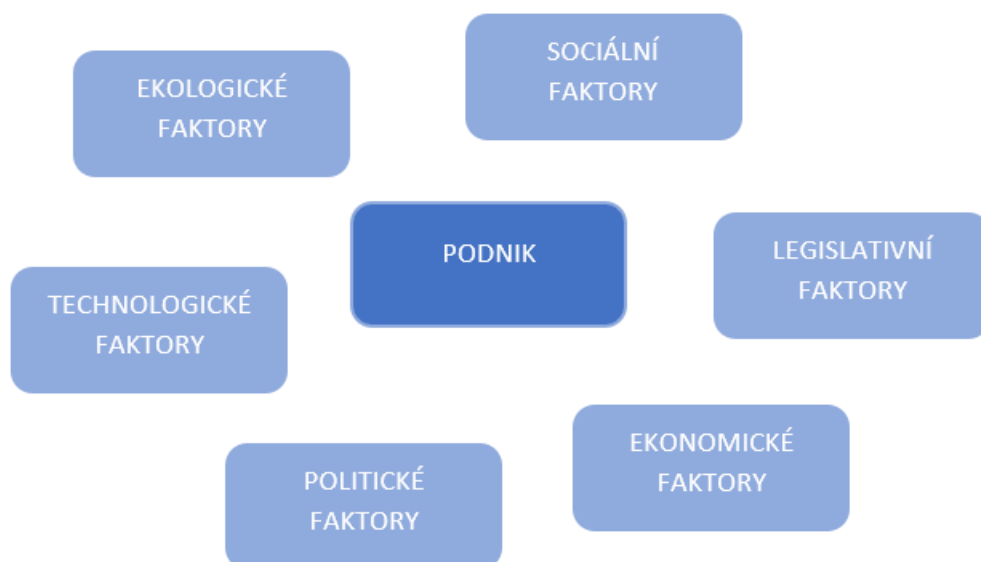 SOCIÁLNÍ
FAKTORY
EKOLOGICKÉ
FAKTORY
PODNIK
LEGISLATIVNÍ
FAKTORY
TECHNOLOGICKÉ
FAKTORY
EKONOMICKÉ
FAKTORY
POLITICKÉ
FAKTORY